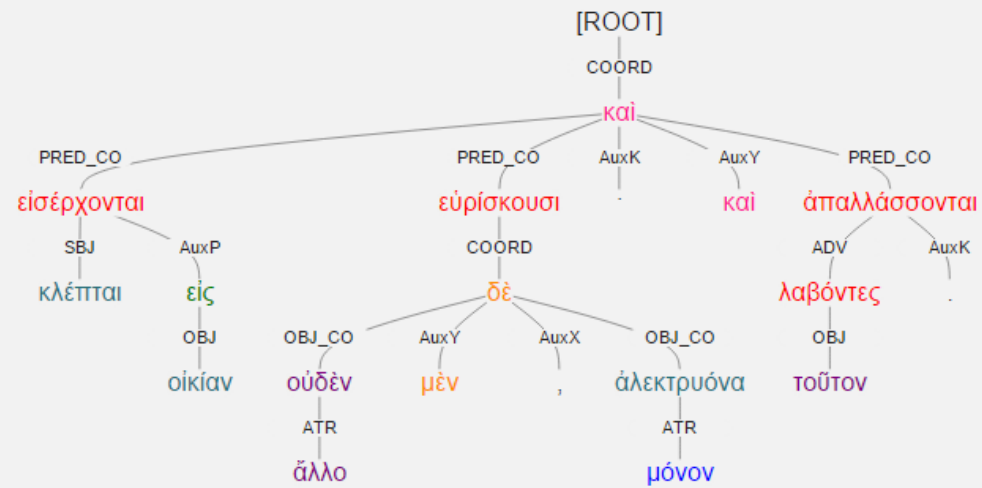 [ROOT]
COORD
καὶ
PRED_CO PRED_CO AuxK AuxY PRED_CO
εἰσέρχονται εὑρίσκουσι . καὶ ἀπαλλάσσονται
SBJ AuxP COORD ADV AuxK
κλέπται εἰς δὲ λαβόντες .
OBJ OBJ_CO AuxY AuxX OBJ_CO OBJ
οἰκίαν οὐδὲν μὲν , ἀλεκτρυόνα τοῦτον
ATR ATR
ἄλλο μόνον